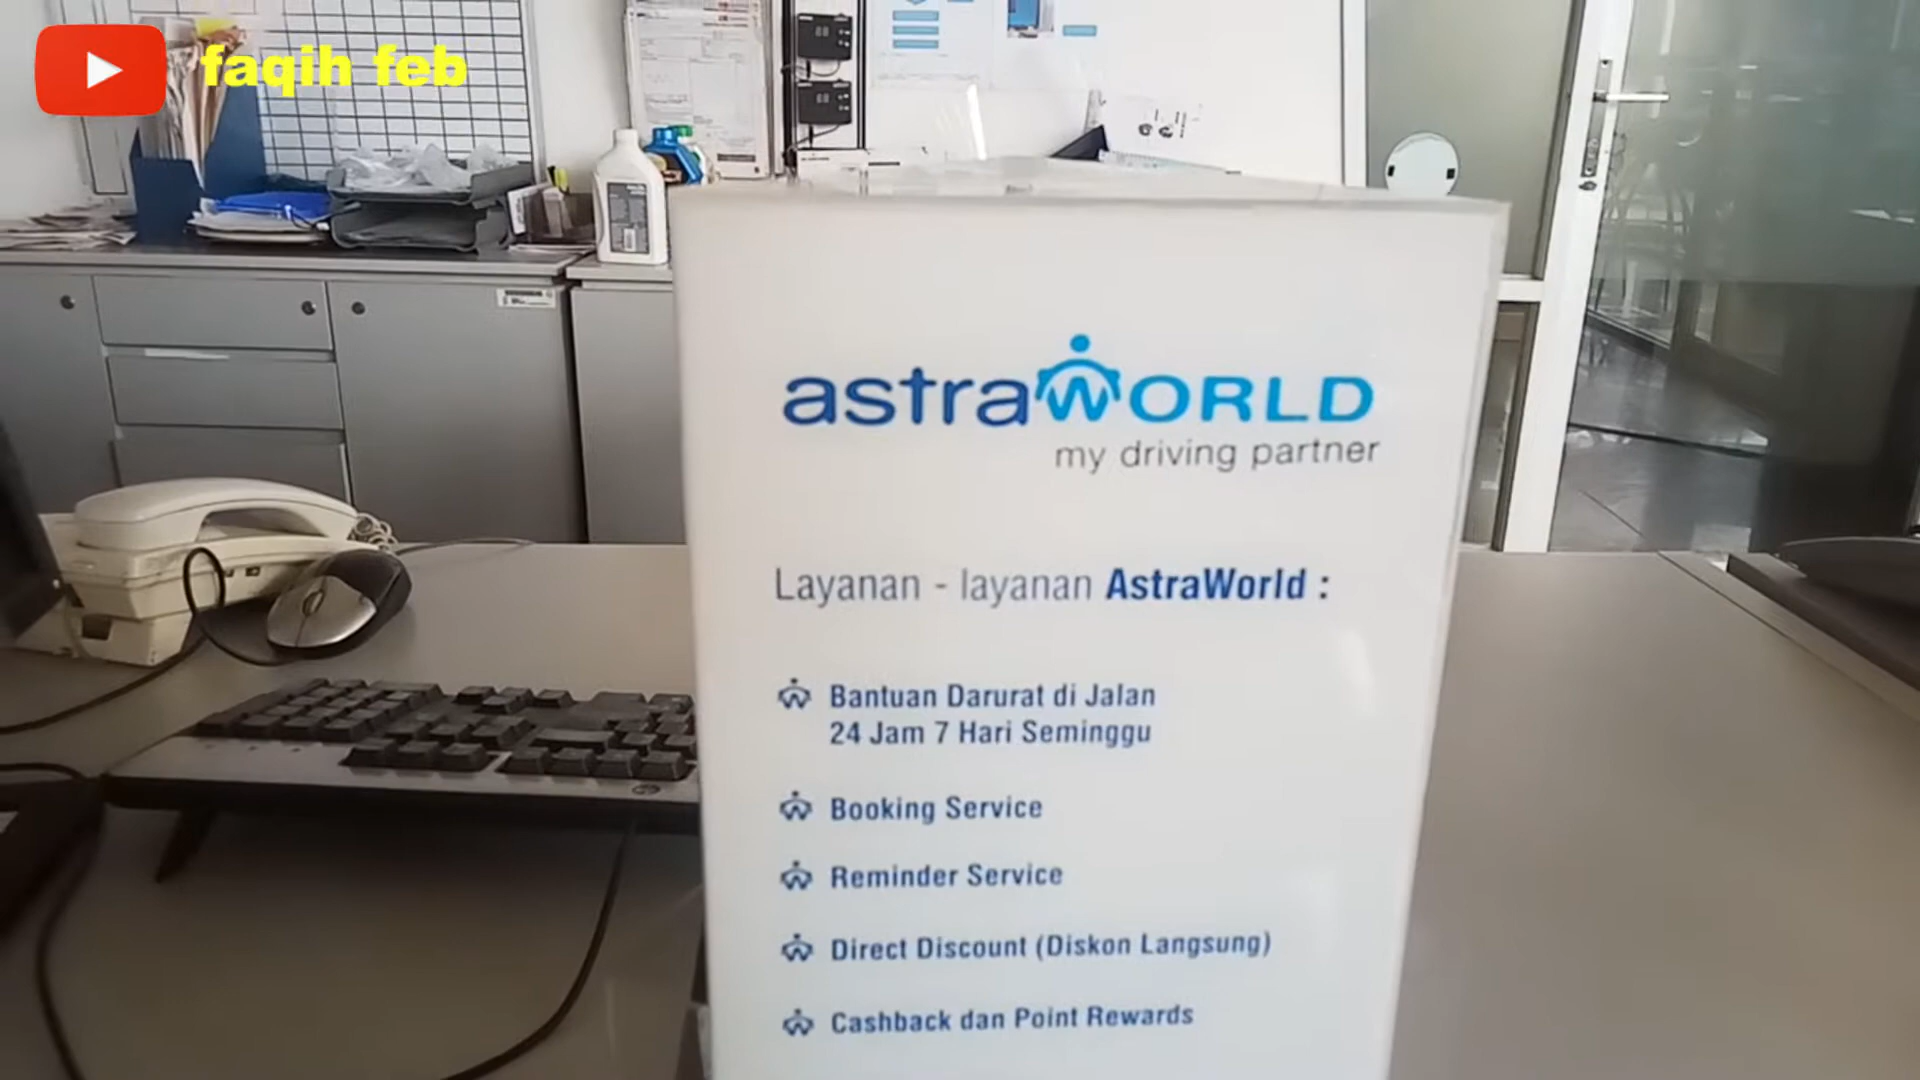 faqih feb
astraWORLD
my driving partner
Layanan - layanan AstraWorld :
Bantuan Darurat di Jalan
24 Jam 7 Hari Seminggu
Booking Service
Reminder Service
Direct Discount (Diskon Langsung)
Cashback dan Point Rewards